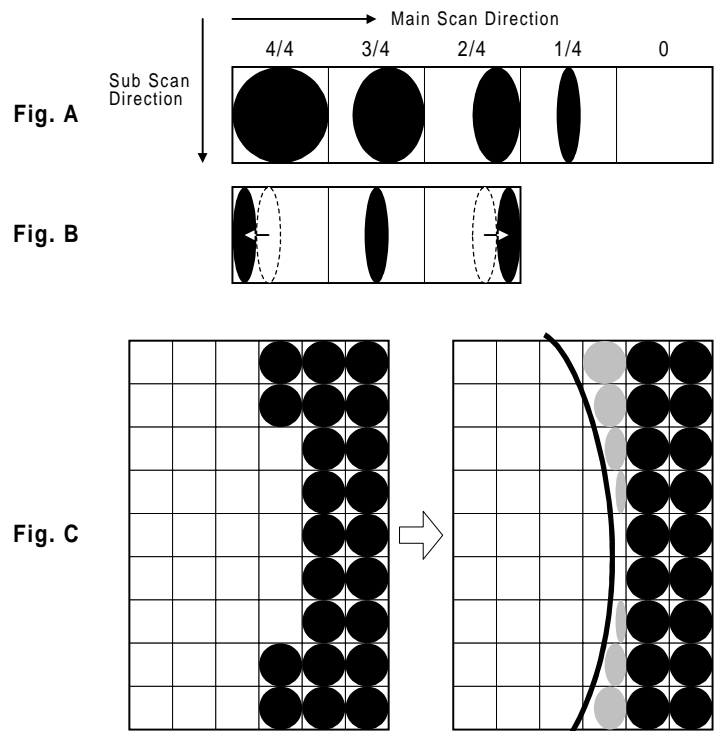 Main Scan Direction
4/4 3/4 2/4 1/4 0
Sub Scan
Direction
Fig. A
Fig. B
Fig. C